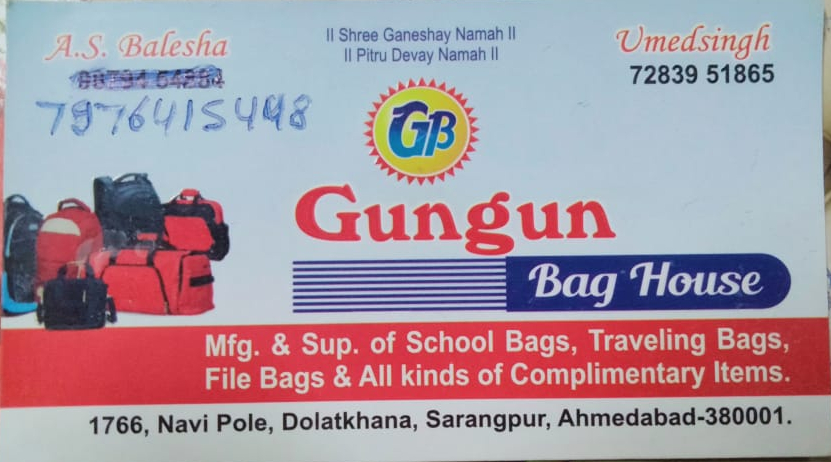 || Shree Ganeshay Namah ||
|| Pitru Devay Namah ||
A.S. Balesha
7976415448
Umedsingh
72839 51865
GB
Gungun
Bag House
Mfg. & Sup. of School Bags, Traveling Bags,
File Bags & All kinds of Complimentary Items.
1766, Navi Pole, Dolatkhana, Sarangpur, Ahmedabad-380001.